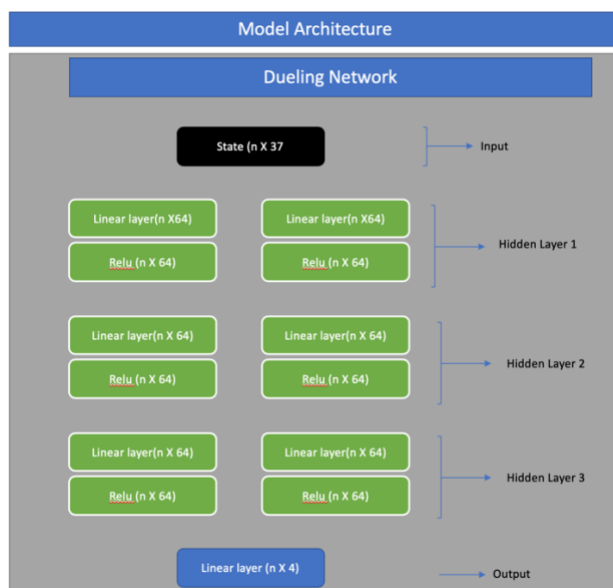 Model Architecture
Dueling Network
State (n X 37
Input
Linear layer(n X64)
Linear layer(n X64)
Relu (n X 64)
Relu (n X 64)
Hidden Layer 1
Linear layer(n X 64)
Linear layer(n X 64)
Relu (n X 64)
Relu (n X 64)
Hidden Layer 2
Linear layer(n X 64)
Linear layer(n X 64)
Relu (n X 64)
Relu (n X 64)
Hidden Layer 3
Linear layer (n X 4)
Output